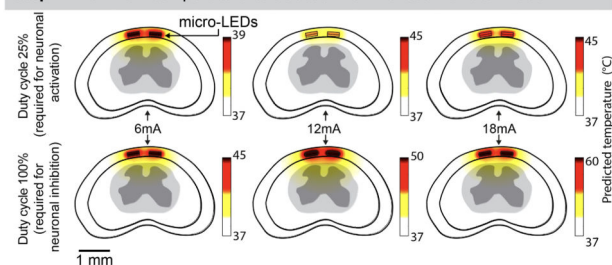 micro-LEDs
Duty cycle 25%
(required for neuronal
activation)
39
37
45
37
45
37
6mA
12mA
18mA
Predicted temperature (°C)
Duty cycle 100%
(required for
neuronal inhibition)
45
37
50
37
60
37
1 mm